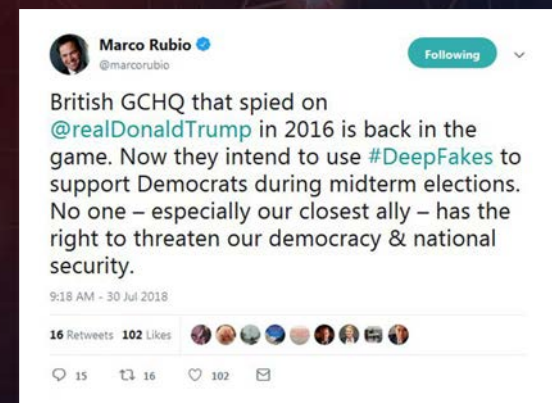 Marco Rubio
@marcorubio
Following
British GCHQ that spied on
@realDonaldTrump in 2016 is back in the
game. Now they intend to use #DeepFakes to
support Democrats during midterm elections.
No one – especially our closest ally – has the
right to threaten our democracy & national
security.
9:18 AM - 30 Jul 2018
16 Retweets 102 Likes
15 16 102